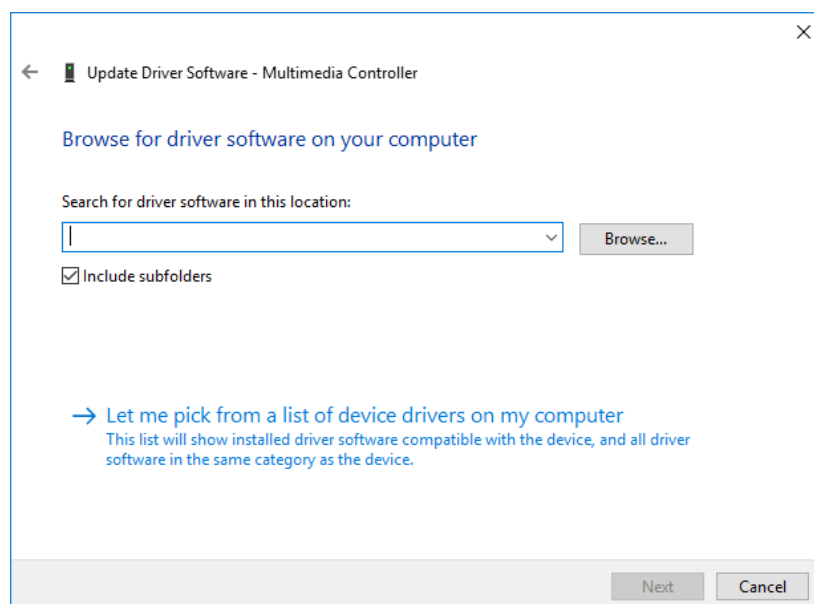 Update Driver Software - Multimedia Controller
Browse for driver software on your computer
Search for driver software in this location:
Browse...
Include subfolders
Let me pick from a list of device drivers on my computer
This list will show installed driver software compatible with the device, and all driver
software in the same category as the device.
Next
Cancel